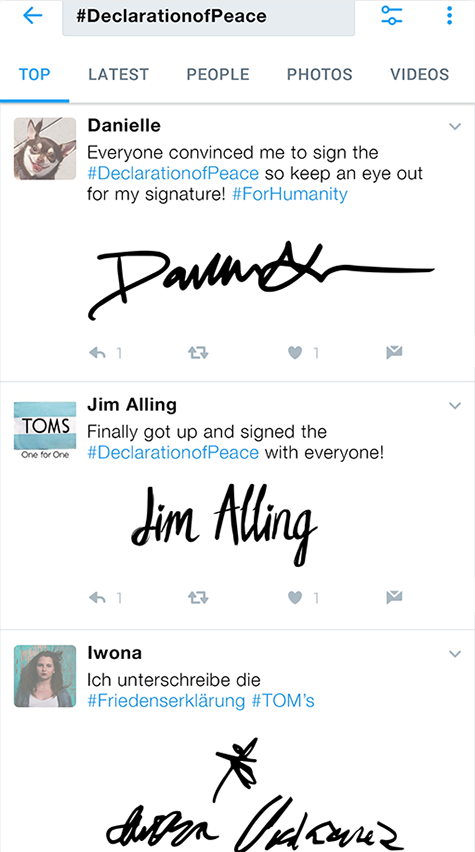 #DeclarationofPeace
TOP LATEST PEOPLE PHOTOS VIDEOS
Danielle
Everyone convinced me to sign the
#DeclarationofPeace so keep an eye out
for my signature! #ForHumanity
1 1
TOMS
One for One
Jim Alling
Finally got up and signed the
#DeclarationofPeace with everyone!
Jim Alling
1 1
Iwona
Ich unterschreibe die
#Friedenserklärung #TOM's